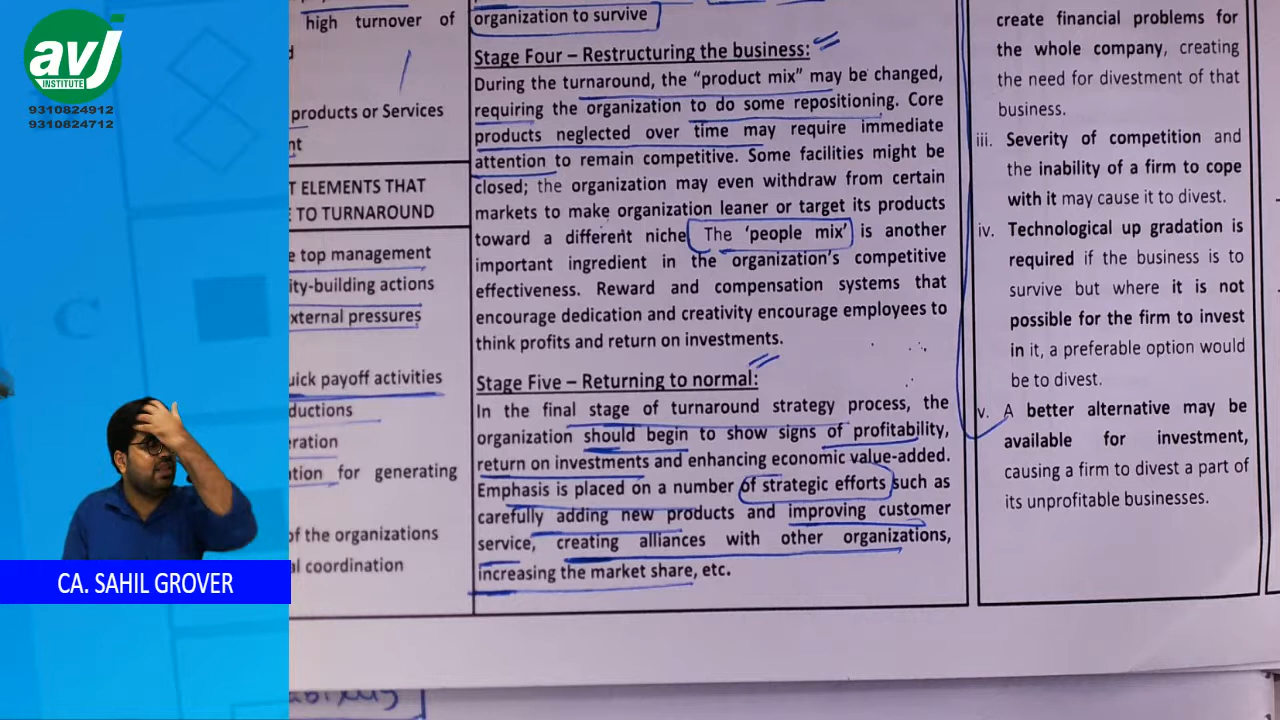 avj
INSTITUTE
9310824912
9310824712
CA. SAHIL GROVER
high turnover of
products or Services
T ELEMENTS THAT
TO TURNAROUND
top management
ity-building actions
xternal pressures
uick payoff activities
ductions
eration
for generating
of the organizations
coordination
organization to survive
Stage Four – Restructuring the business:
During the turnaround, the “product mix” may be changed,
requiring the organization to do some repositioning. Core
products neglected over time may require immediate
attention to remain competitive. Some facilities might be
closed; the organization may even withdraw from certain
markets to make organization leaner or target its products
toward a different niche The ‘people mix’ is another
important ingredient in the organization’s competitive
effectiveness. Reward and compensation systems that
encourage dedication and creativity encourage employees to
think profits and return on investments.
Stage Five – Returning to normal:
In the final stage of turnaround strategy process, the
organization should begin to show signs of profitability,
return on investments and enhancing economic value-added.
Emphasis is placed on a number of strategic efforts such as
carefully adding new products and improving customer
service, creating alliances with other organizations,
increasing the market share, etc.
create financial problems for
the whole company, creating
the need for divestment of that
business.
iii. Severity of competition and
the inability of a firm to cope
with it may cause it to divest.
iv. Technological up gradation is
required if the business is to
survive but where it is not
possible for the firm to invest
in it, a preferable option would
be to divest.
v. A better alternative may be
available for investment,
causing a firm to divest a part of
its unprofitable businesses.